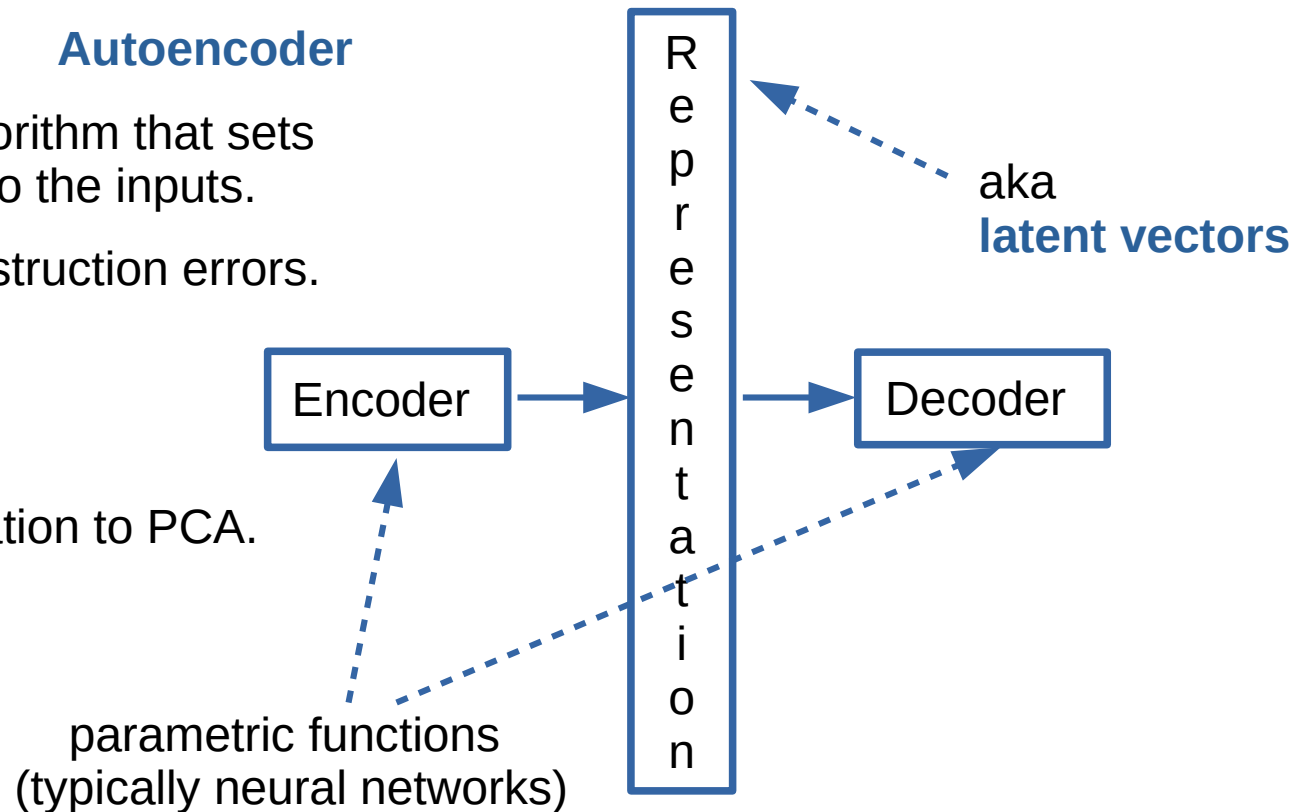 Autoencoder
orithm that sets
o the inputs.
struction errors.
Representation
aka
latent vectors
Encoder
Decoder
ation to PCA.
parametric functions
(typically neural networks)